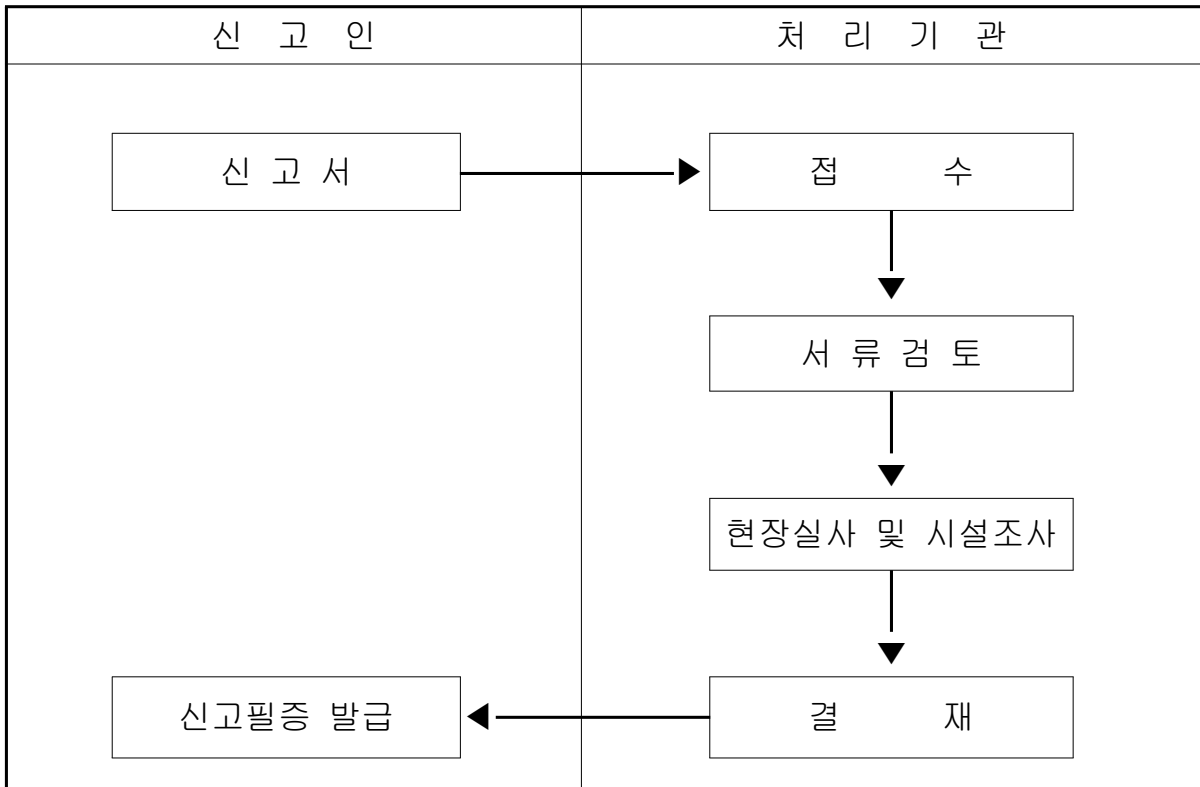 신 고 인
처 리 기 관
신 고 서
접 수
서 류 검 토
현장실사 및 시설조사
신고필증 발급
결 재